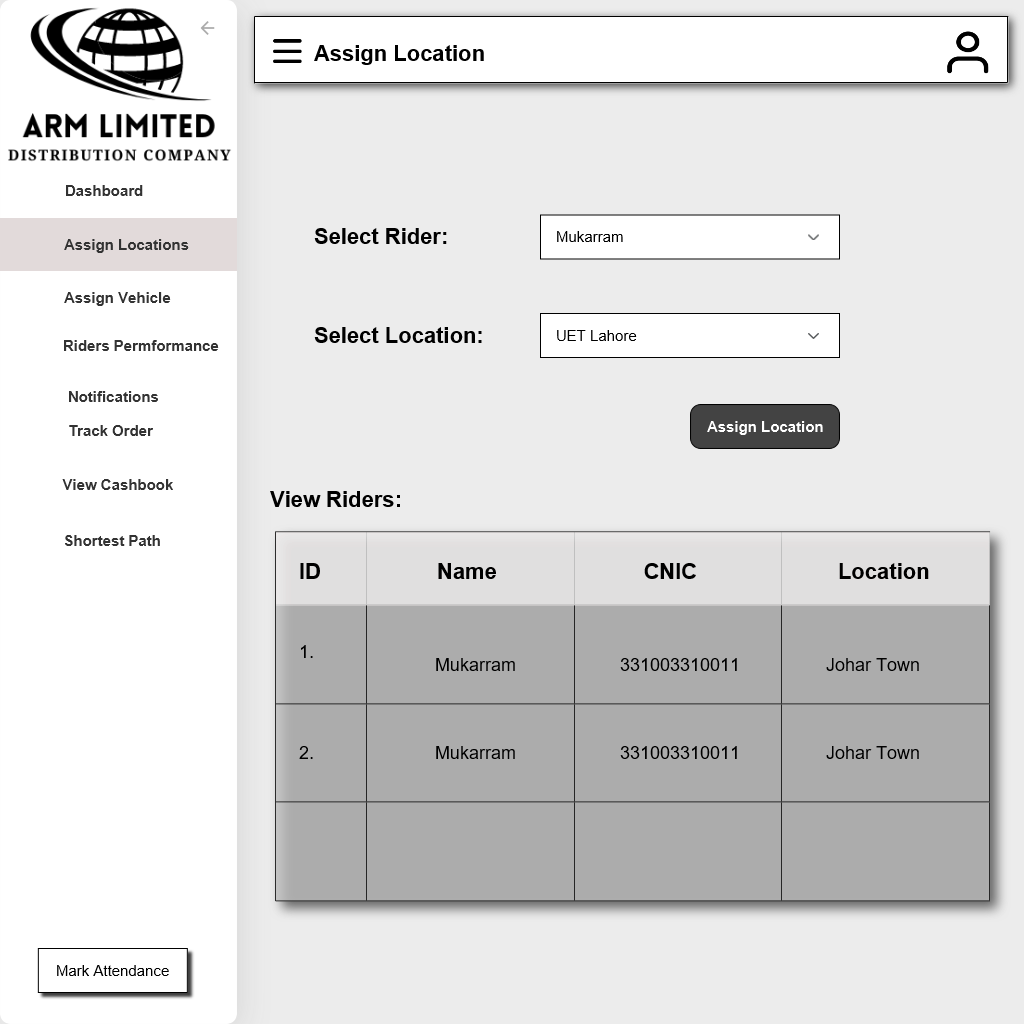 ARM LIMITED
DISTRIBUTION COMPANY
Dashboard
Assign Locations
Assign Vehicle
Riders Permformance
Notifications
Track Order
View Cashbook
Shortest Path
Mark Attendance
Assign Location
Select Rider: Mukarram
Select Location: UET Lahore
Assign Location
View Riders:
ID Name CNIC Location
1. Mukarram 331003310011 Johar Town
2. Mukarram 331003310011 Johar Town